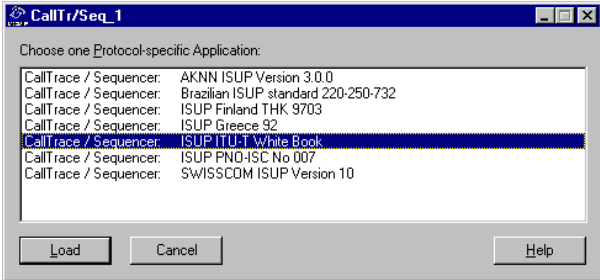 CallTr/Seq_1
Choose one Protocol-specific Application:
CallTrace / Sequencer: AKNN ISUP Version 3.0.0
CallTrace / Sequencer: Brazilian ISUP standard 220-250-732
CallTrace / Sequencer: ISUP Finland THK 9703
CallTrace / Sequencer: ISUP Greece 92
CallTrace / Sequencer: ISUP ITU-T White Book
CallTrace / Sequencer: ISUP PNO-ISC No 007
CallTrace / Sequencer: SWISSCOM ISUP Version 10
Load Cancel Help